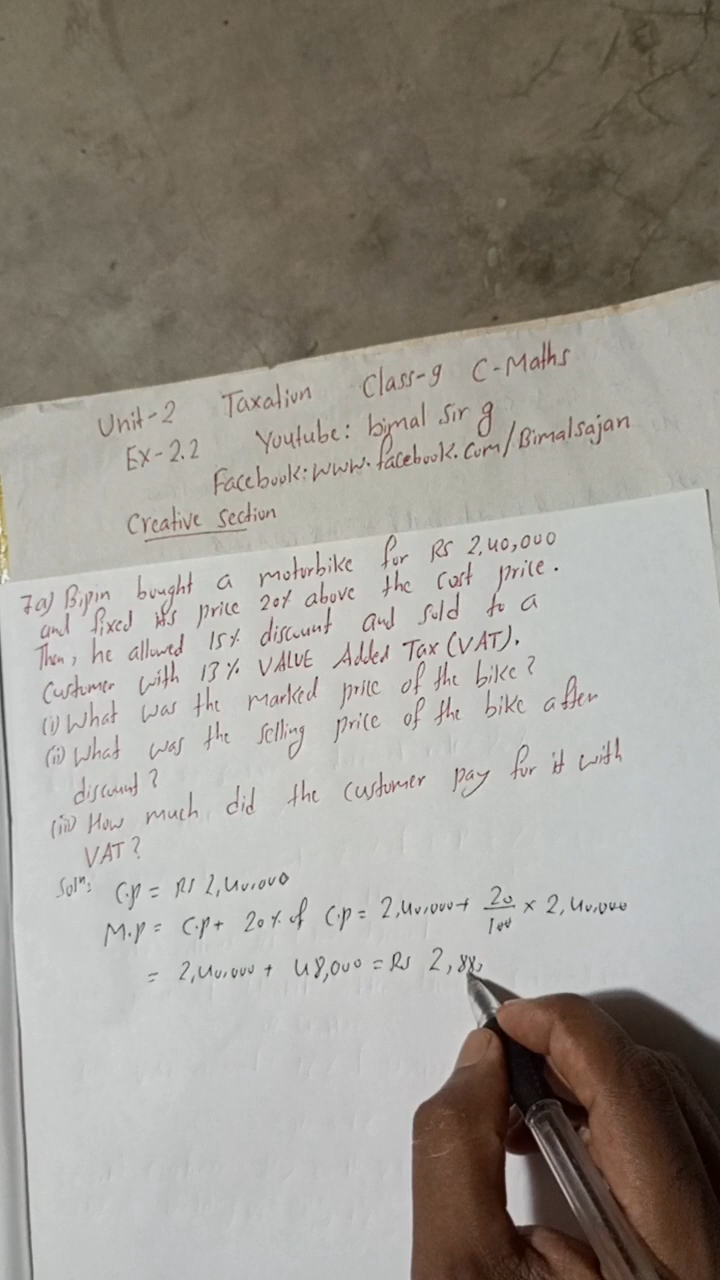 Unit-2 Taxation Class-9 C-Maths
Ex-2.2 Youtube: bimal sir g
Facebook: www.facebook.com/Bimalsajan
Creative section
7a) Bipin bought a motorbike for RS 2,40,000
and fixed its price 20% above the cost price.
Then, he allowed 15% discount and sold to a
Customer with 13% VALUE Added Tax (VAT).
(i) What was the marked price of the bike?
(ii) What was the selling price of the bike after
discount?
(iii) How much did the customer pay for it with
VAT?
Solⁿ: C.p = RS 2,40,000
M.p = C.p + 20% of C.p = 2,40,000 + 20/100 × 2,40,000
= 2,40,000 + 48,000 = Rs 2,88,